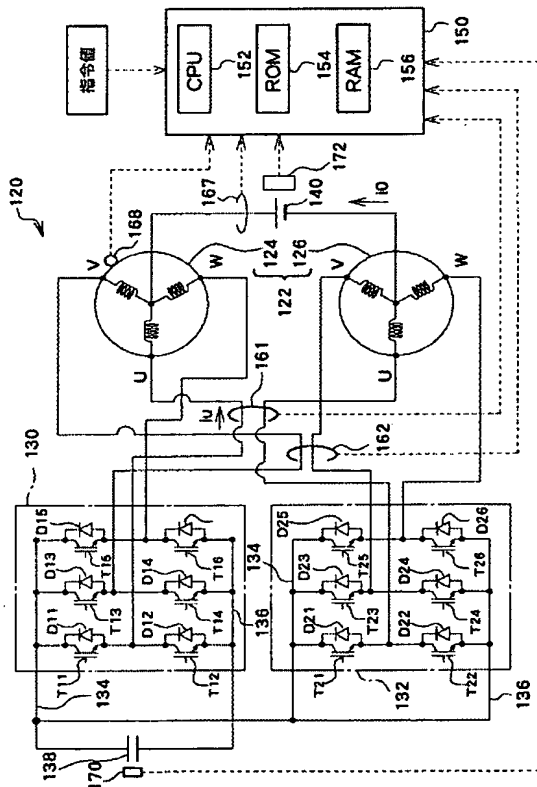 120
指令値
CPU
152
ROM
154
RAM
156
150
168
167
172
V
W
U
124
126
122
140
i0
V
W
U
iu
161
162
130
D15
D13
D11
T15
T13
T11
D14
D12
T16
T14
T12
134
136
138
170
D25
D23
D21
T25
T23
T21
D26
D24
D22
T26
T24
T22
134
132
136